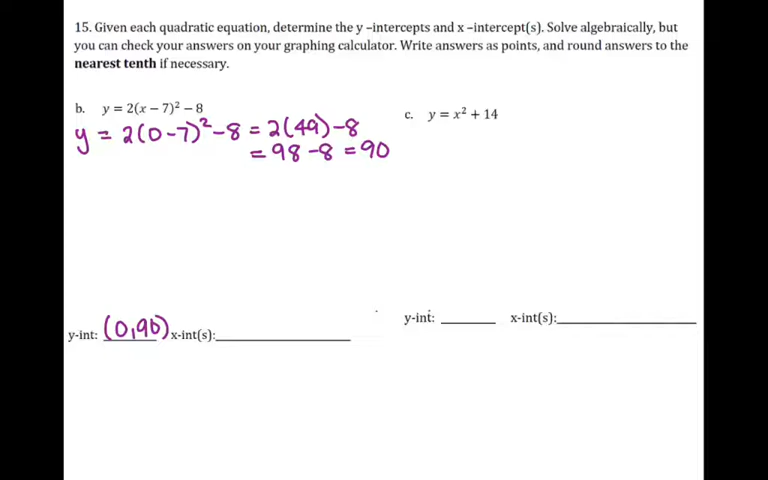 15. Given each quadratic equation, determine the y –intercepts and x –intercept(s). Solve algebraically, but
you can check your answers on your graphing calculator. Write answers as points, and round answers to the
nearest tenth if necessary.
b. y = 2(x – 7)² – 8
y = 2(0-7)² -8 = 2(49) -8
= 98 -8 = 90
y-int: (0,90) x-int(s):
c. y = x² + 14
y-int: x-int(s):